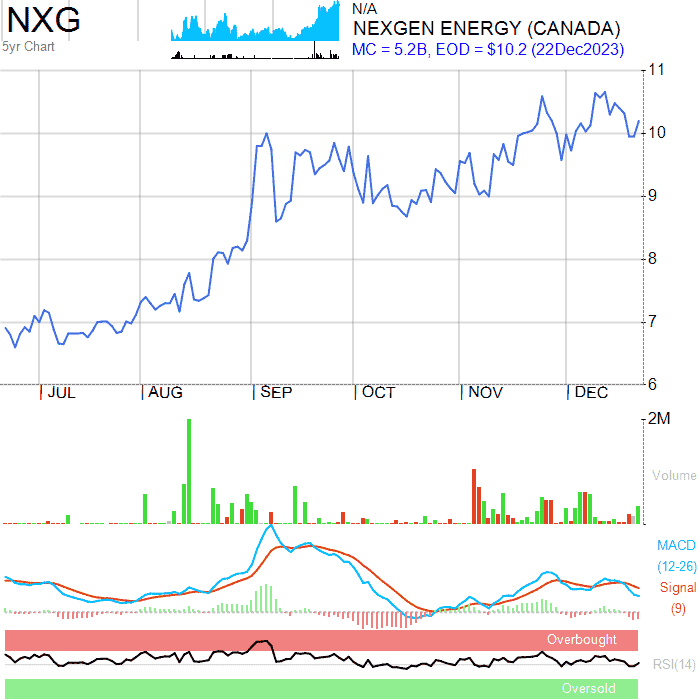 NXG
5yr Chart
N/A
NEXGEN ENERGY (CANADA)
MC = 5.2B, EOD = $10.2 (22Dec2023)
11
10
9
8
7
6
JUL AUG SEP OCT NOV DEC
2M
Volume
MACD
(12-26)
Signal
(9)
Overbought
RSI(14)
Oversold